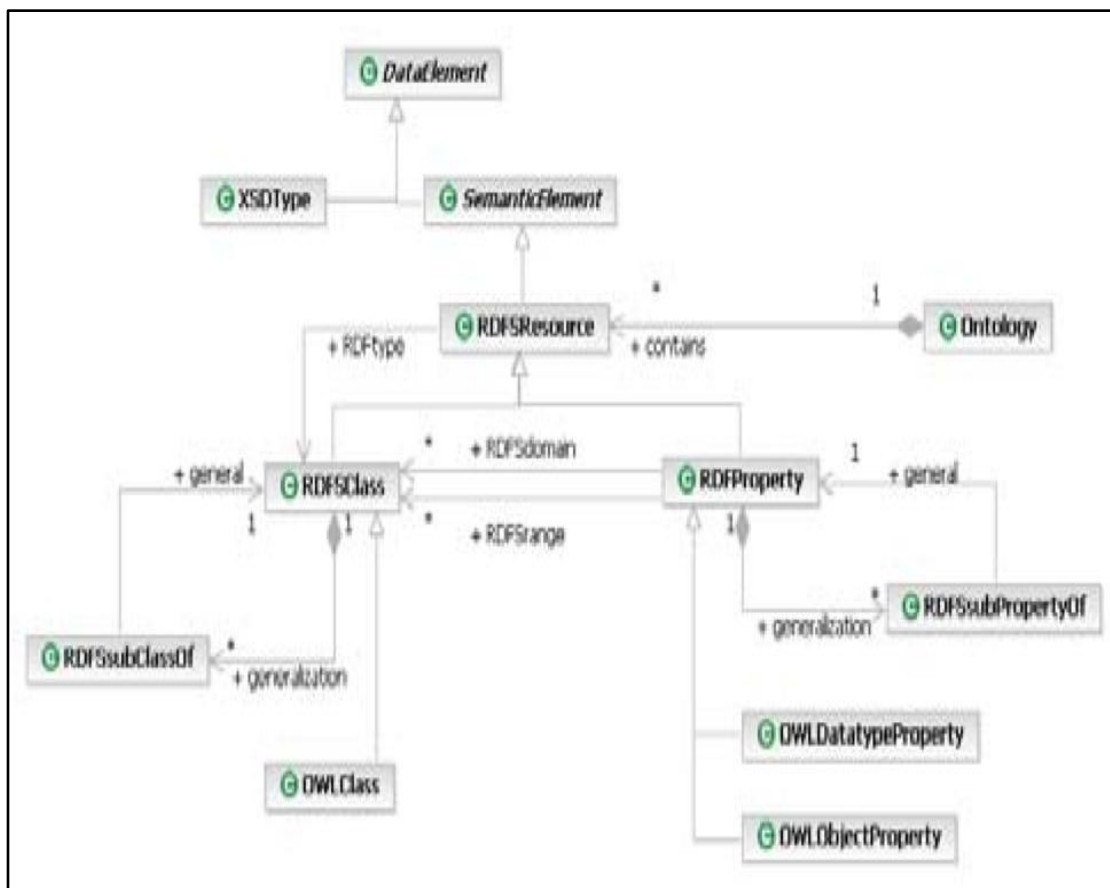 DataElement
XSDType
SemanticElement
* 1
RDFSResource
Ontology
+ RDFtype
+ contains
* + RDFSdomain
1
+ general
RDFSClass
RDFProperty
+ general
1 1
* + RDFSrange
1
*
RDFSsubPropertyOf
+ generalization
RDFSsubClassOf
*
+ generalization
OWLDatatypeProperty
OWLClass
OWLObjectProperty